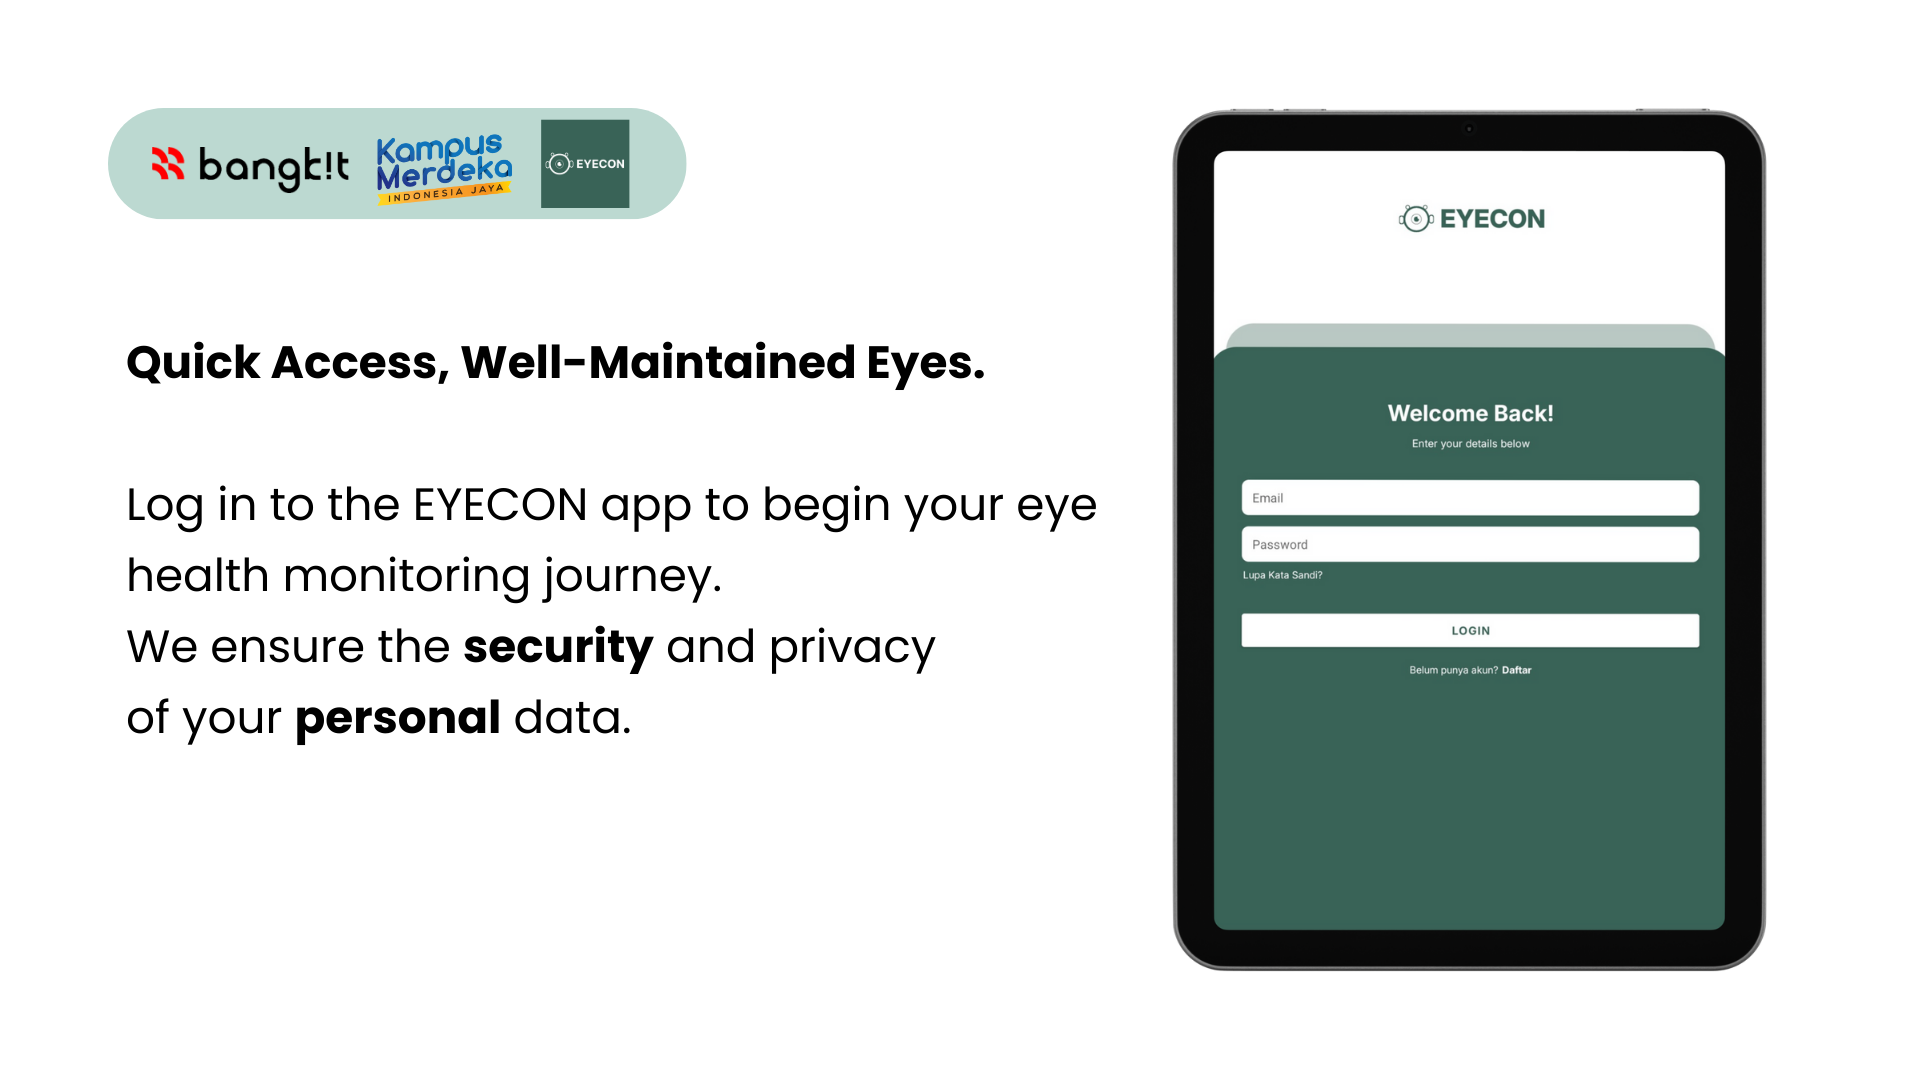 bangk!t
Kampus
Merdeka
INDONESIA JAYA
EYECON
Quick Access, Well-Maintained Eyes.
Log in to the EYECON app to begin your eye
health monitoring journey.
We ensure the security and privacy
of your personal data.
EYECON
Welcome Back!
Enter your details below
Email
Password
Lupa Kata Sandi?
LOGIN
Belum punya akun? Daftar